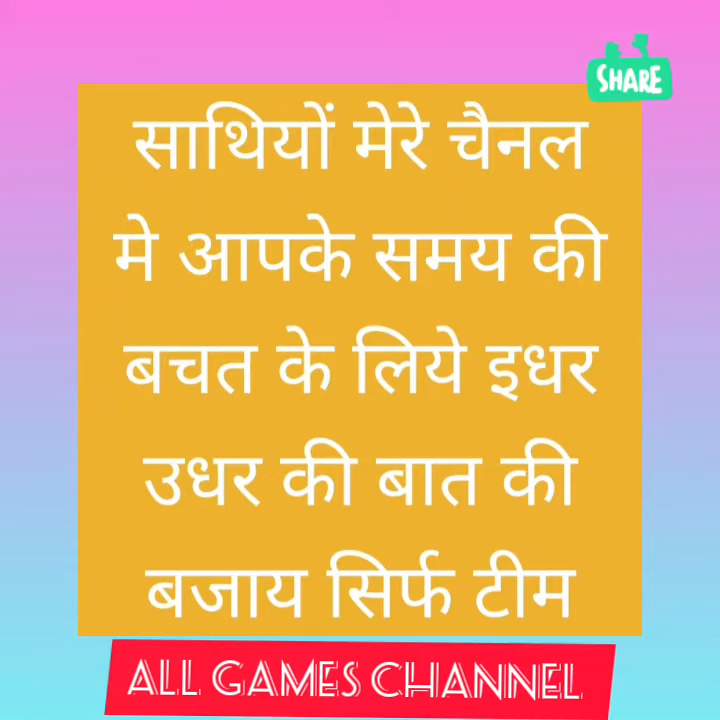 SHARE
साथियों मेरे चैनल
मे आपके समय की
बचत के लिये इधर
उधर की बात की
बजाय सिर्फ टीम
ALL GAMES CHANNEL